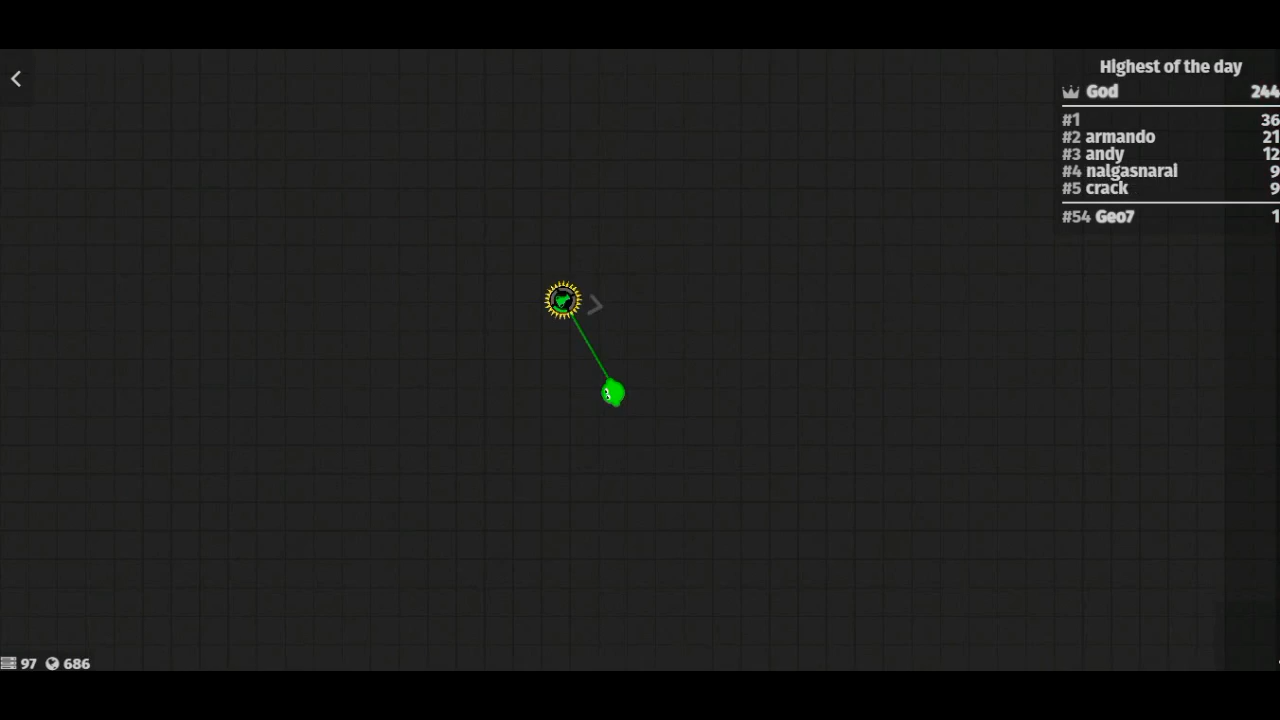 Highest of the day
God 244
#1 36
#2 armando 21
#3 andy 12
#4 nalgasnaral 9
#5 crack 9
#54 Geo7 1
97 686